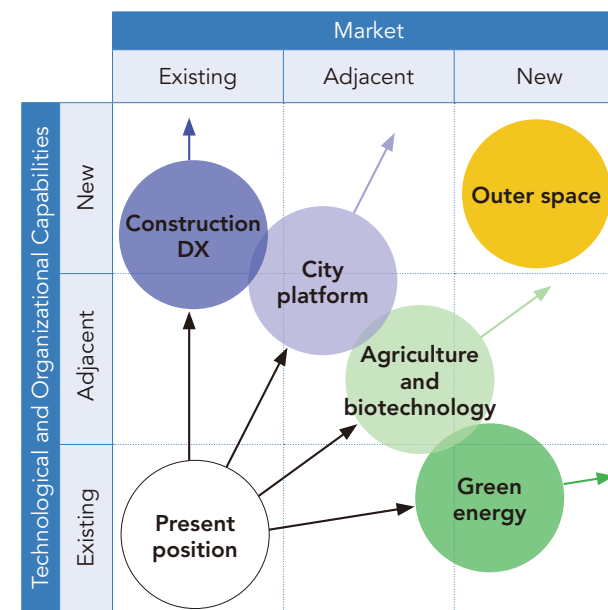 Market
Existing
Adjacent
New
Technological and Organizational Capabilities
New
Adjacent
Existing
Construction
DX
City
platform
Outer space
Agriculture
and
biotechnology
Green
energy
Present
position